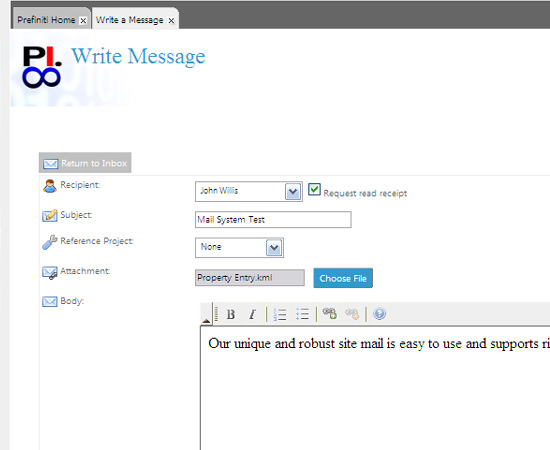 Prefiniti Home x Write a Message x
PI. Write Message
Return to Inbox
Recipient: John Willis Request read receipt
Subject: Mail System Test
Reference Project: None
Attachment: Property Entry.kml Choose File
Body:
B I
Our unique and robust site mail is easy to use and supports ri